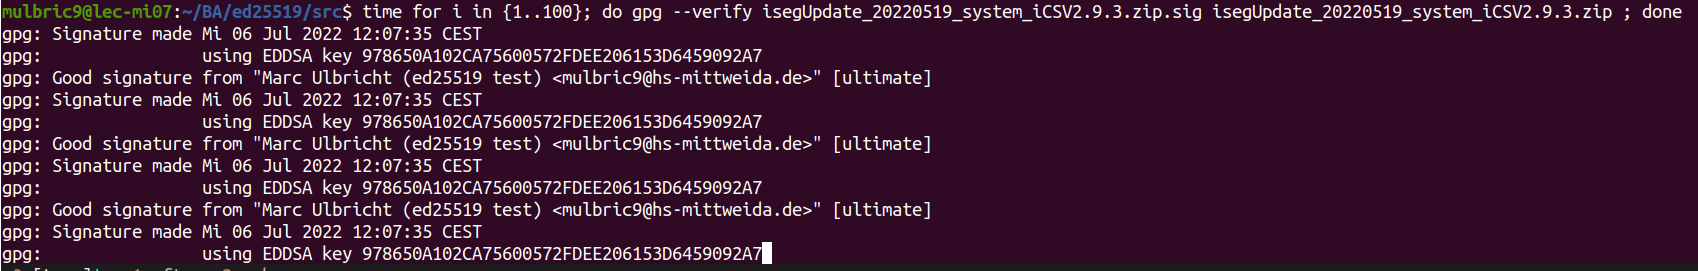 mulbric9@lec-mi07:~/BA/ed25519/src$ time for i in {1..100}; do gpg --verify isegUpdate_20220519_system_iCSV2.9.3.zip.sig isegUpdate_20220519_system_iCSV2.9.3.zip ; done
gpg: Signature made Mi 06 Jul 2022 12:07:35 CEST
gpg:                using EDDSA key 978650A102CA75600572FDEE206153D6459092A7
gpg: Good signature from "Marc Ulbricht (ed25519 test) <mulbric9@hs-mittweida.de>" [ultimate]
gpg: Signature made Mi 06 Jul 2022 12:07:35 CEST
gpg:                using EDDSA key 978650A102CA75600572FDEE206153D6459092A7
gpg: Good signature from "Marc Ulbricht (ed25519 test) <mulbric9@hs-mittweida.de>" [ultimate]
gpg: Signature made Mi 06 Jul 2022 12:07:35 CEST
gpg:                using EDDSA key 978650A102CA75600572FDEE206153D6459092A7
gpg: Good signature from "Marc Ulbricht (ed25519 test) <mulbric9@hs-mittweida.de>" [ultimate]
gpg: Signature made Mi 06 Jul 2022 12:07:35 CEST
gpg:                using EDDSA key 978650A102CA75600572FDEE206153D6459092A7